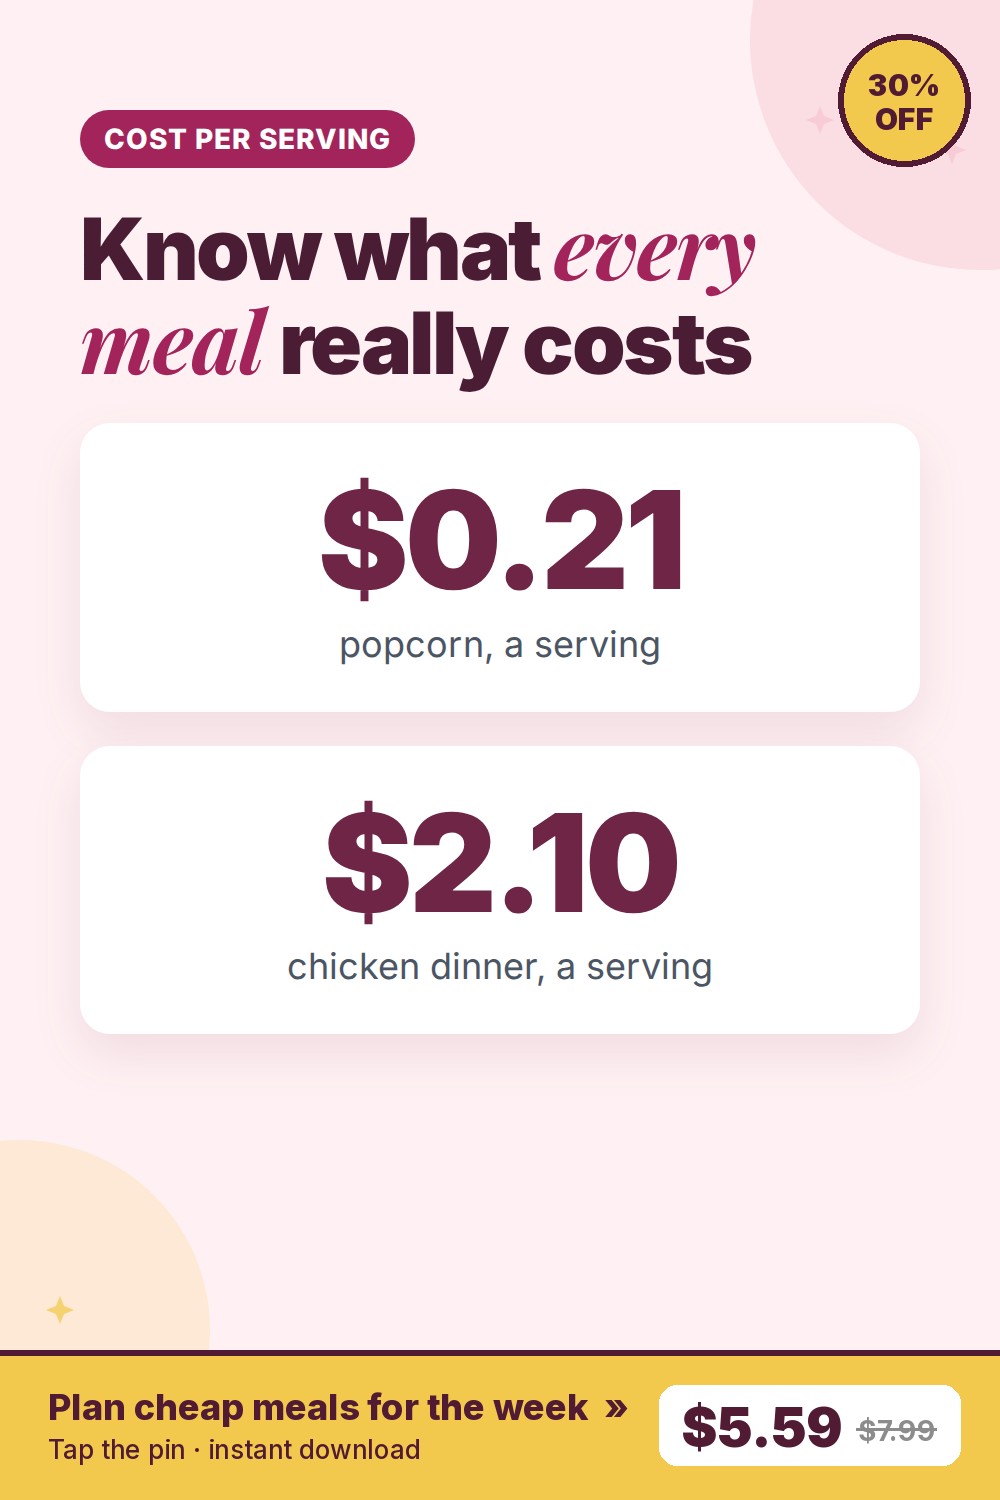 30%
OFF
COST PER SERVING
Know what every
meal really costs
$0.21
popcorn, a serving
$2.10
chicken dinner, a serving
Plan cheap meals for the week »
Tap the pin · instant download
$5.59 $7.99